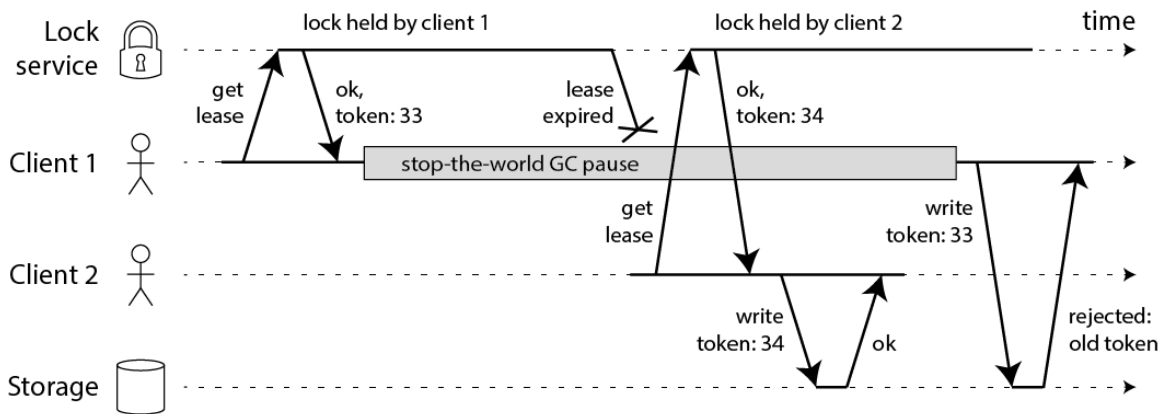 Lock
service
lock held by client 1
lock held by client 2
time
get
lease
ok,
token: 33
lease
expired
ok,
token: 34
Client 1
stop-the-world GC pause
get
lease
write
token: 33
Client 2
write
token: 34
ok
rejected:
old token
Storage